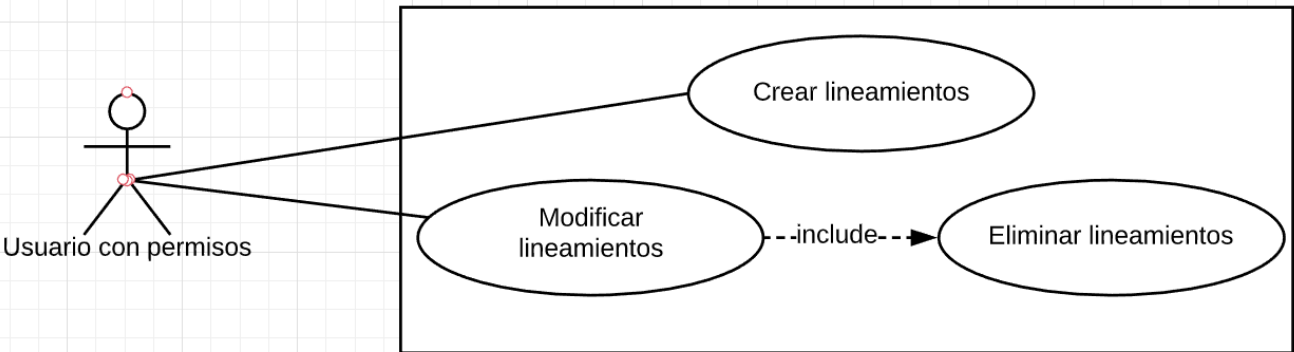 Crear lineamientos
Usuario con permisos
Modificar
lineamientos
include
Eliminar lineamientos